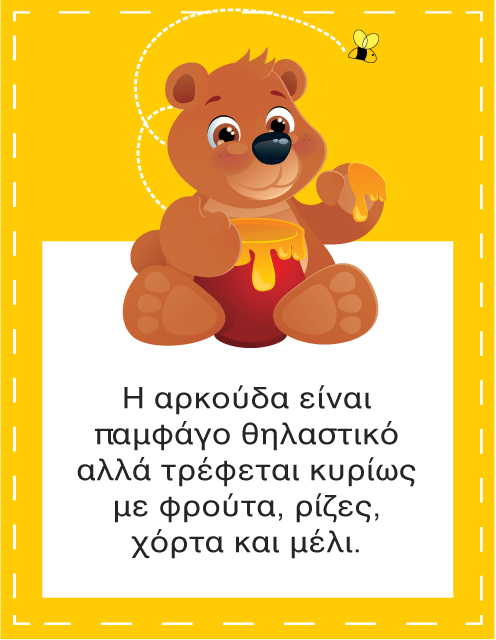 Η αρκούδα είναι
παμφάγο θηλαστικό
αλλά τρέφεται κυρίως
με φρούτα, ρίζες,
χόρτα και μέλι.